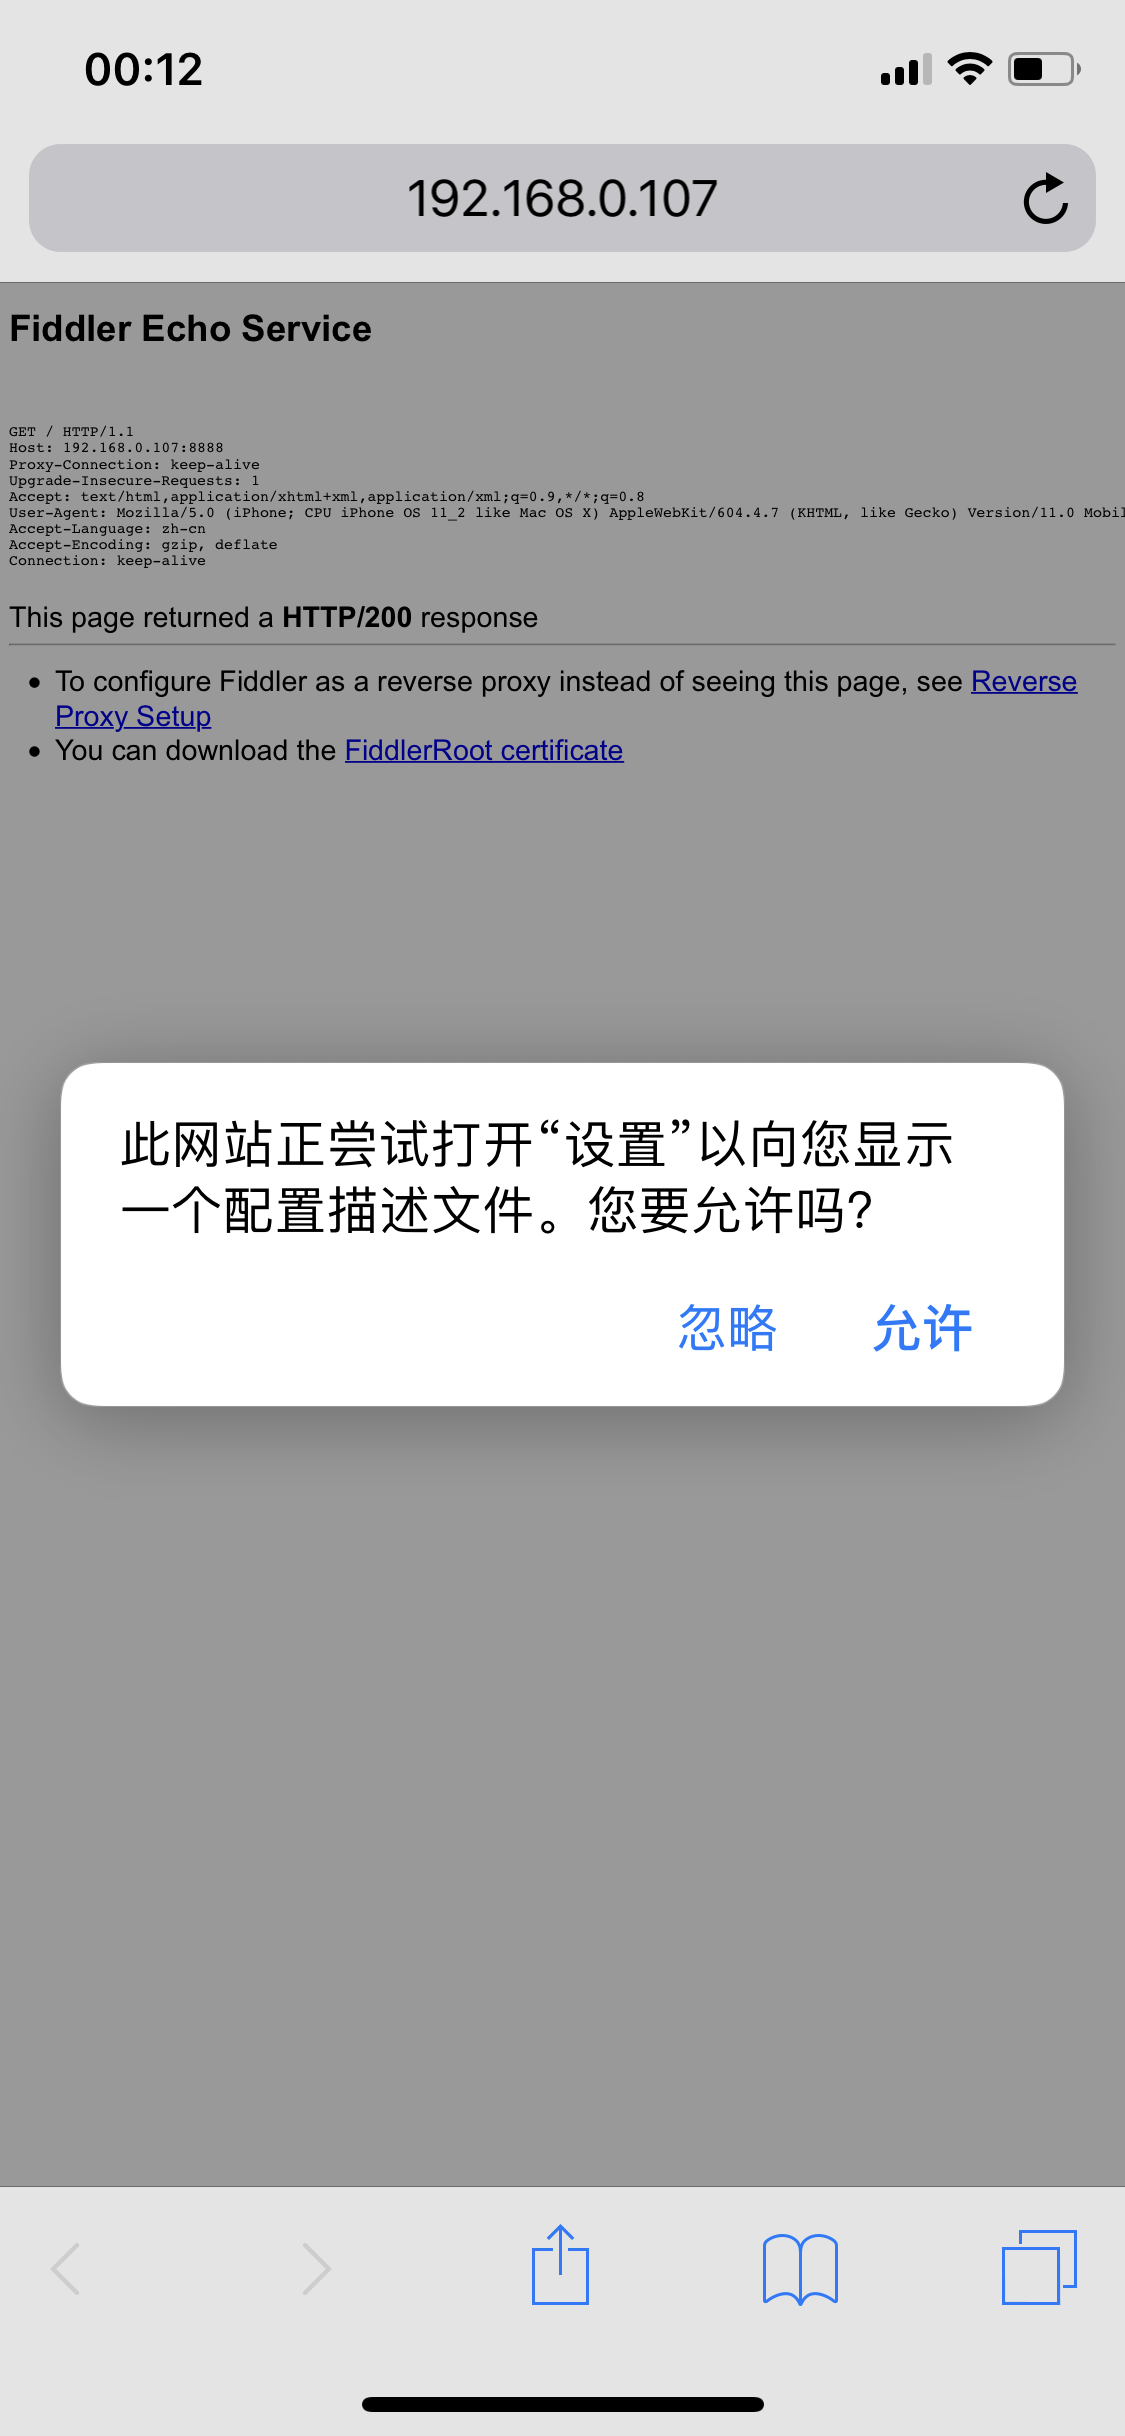 00:12
192.168.0.107
Fiddler Echo Service
GET / HTTP/1.1
Host: 192.168.0.107:8888
Proxy-Connection: keep-alive
Upgrade-Insecure-Requests: 1
Accept: text/html,application/xhtml+xml,application/xml;q=0.9,*/*;q=0.8
User-Agent: Mozilla/5.0 (iPhone; CPU iPhone OS 11_2 like Mac OS X) AppleWebKit/604.4.7 (KHTML, like Gecko) Version/11.0 Mobil
Accept-Language: zh-cn
Accept-Encoding: gzip, deflate
Connection: keep-alive
This page returned a HTTP/200 response
• To configure Fiddler as a reverse proxy instead of seeing this page, see Reverse
Proxy Setup
• You can download the FiddlerRoot certificate
此网站正尝试打开“设置”以向您显示
一个配置描述文件。您要允许吗?
忽略 允许